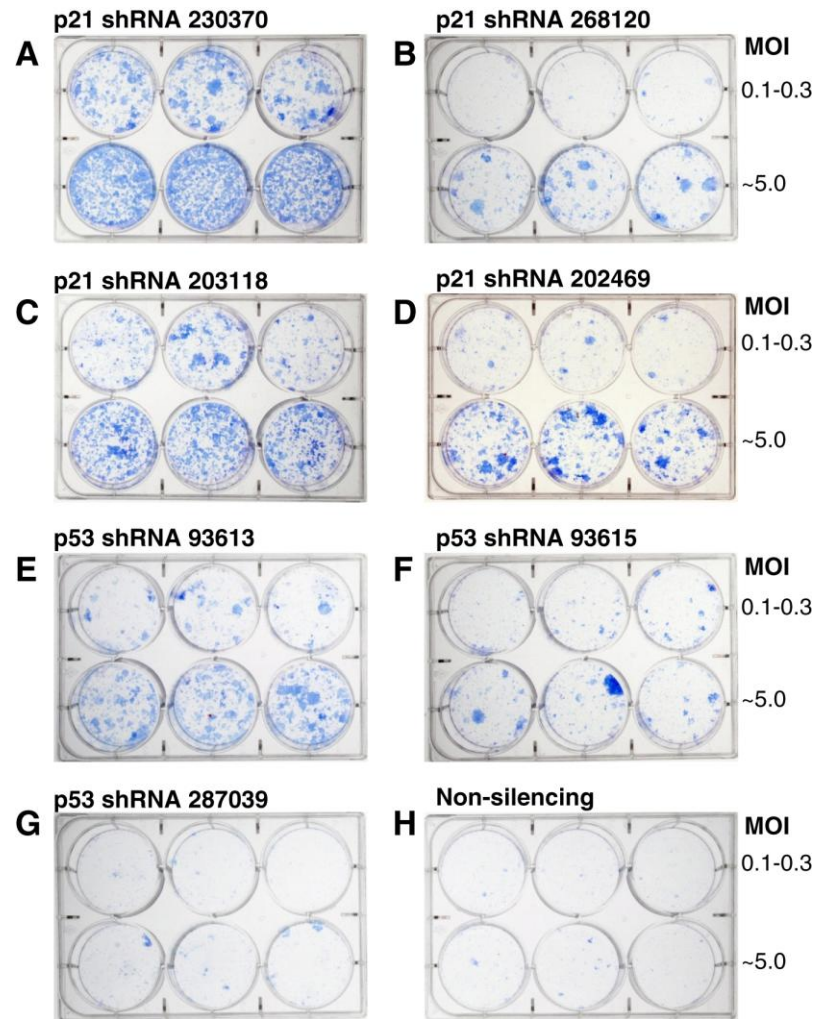 p21 shRNA 230370
p21 shRNA 268120
A
B
MOI
0.1-0.3
~5.0
p21 shRNA 203118
p21 shRNA 202469
C
D
MOI
0.1-0.3
~5.0
p53 shRNA 93613
p53 shRNA 93615
E
F
MOI
0.1-0.3
~5.0
p53 shRNA 287039
Non-silencing
G
H
MOI
0.1-0.3
~5.0